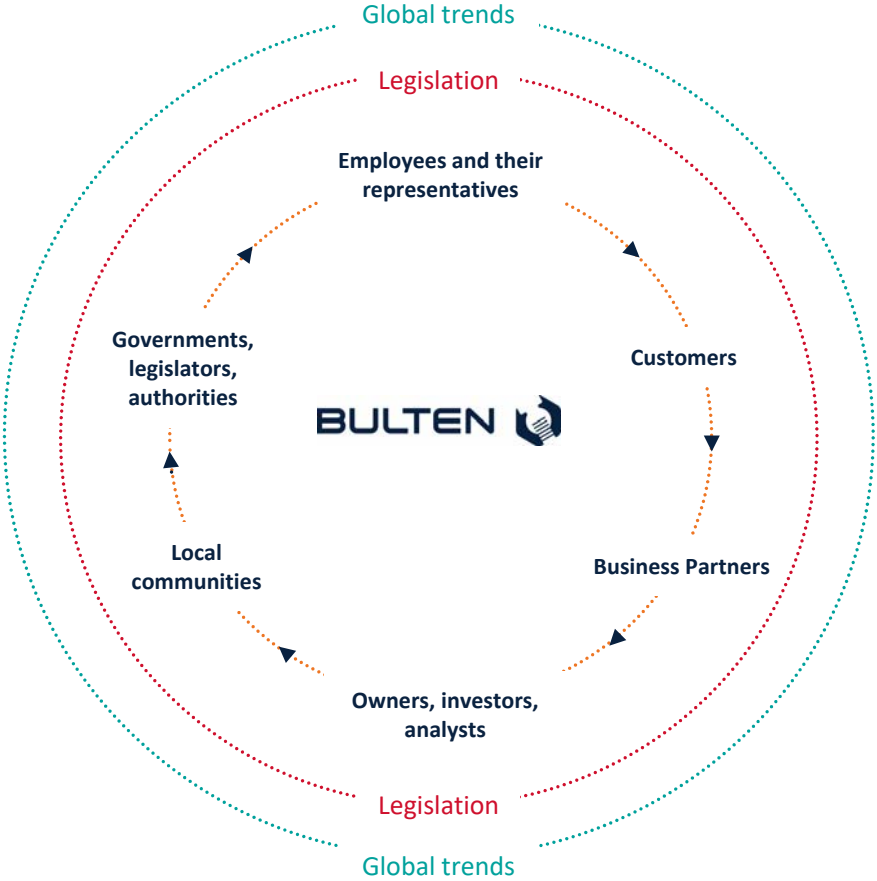 Global trends
Legislation
Employees and their
representatives
Governments,
legislators,
authorities
Customers
BULTEN
Local
communities
Business Partners
Owners, investors,
analysts
Legislation
Global trends